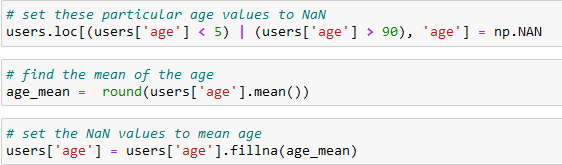 # set these particular age values to NaN
users.loc[(users['age'] < 5) | (users['age'] > 90), 'age'] = np.NAN
# find the mean of the age
age_mean =  round(users['age'].mean())
# set the NaN values to mean age
users['age'] = users['age'].fillna(age_mean)